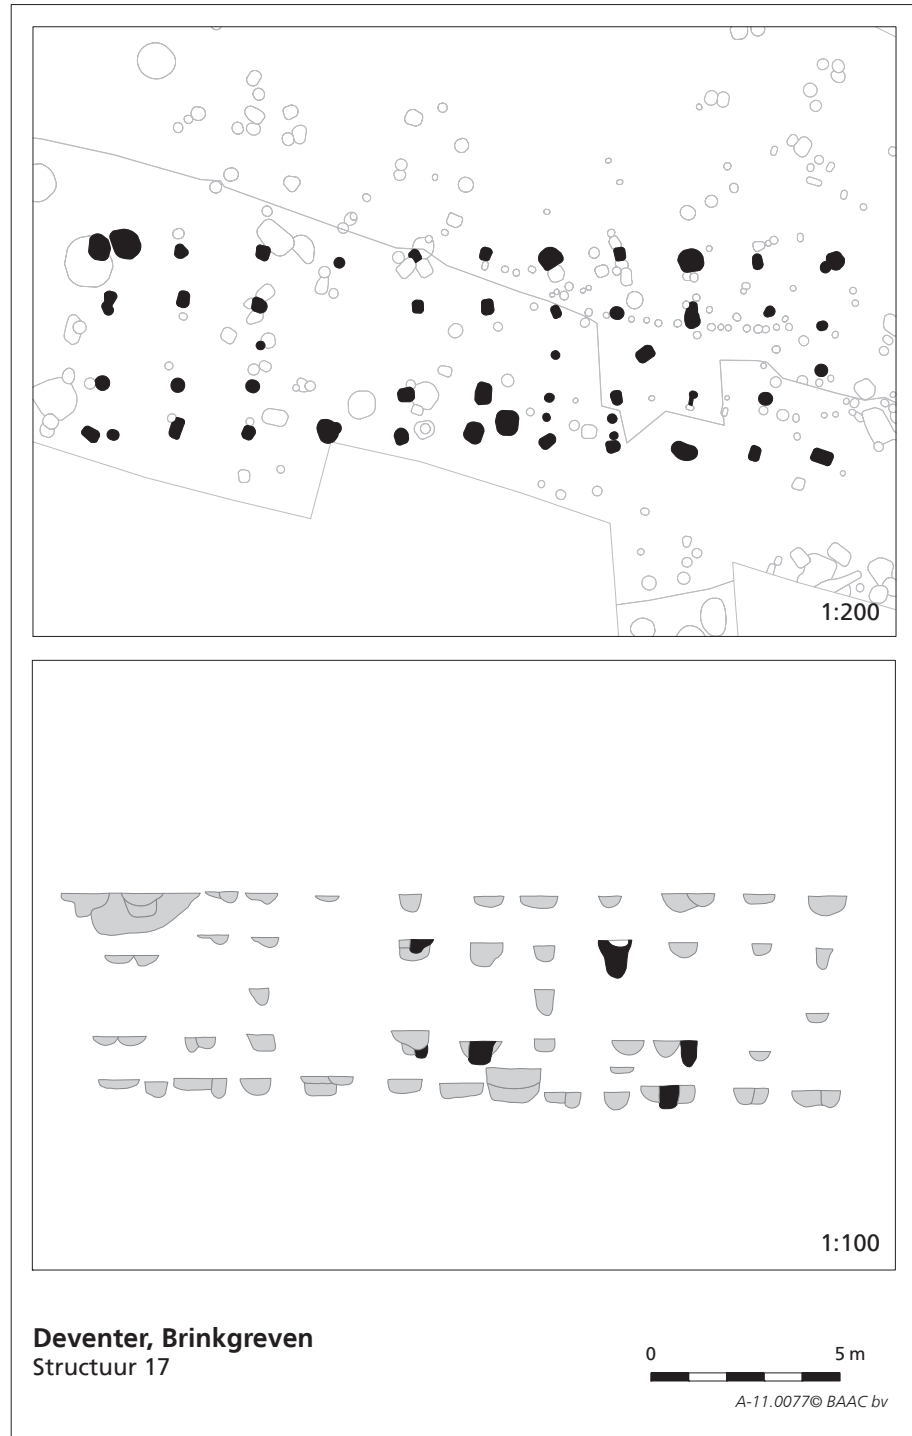 1:200
1:100
Deventer, Brinkgreven
Structuur 17
0 5 m
A-11.0077© BAAC bv